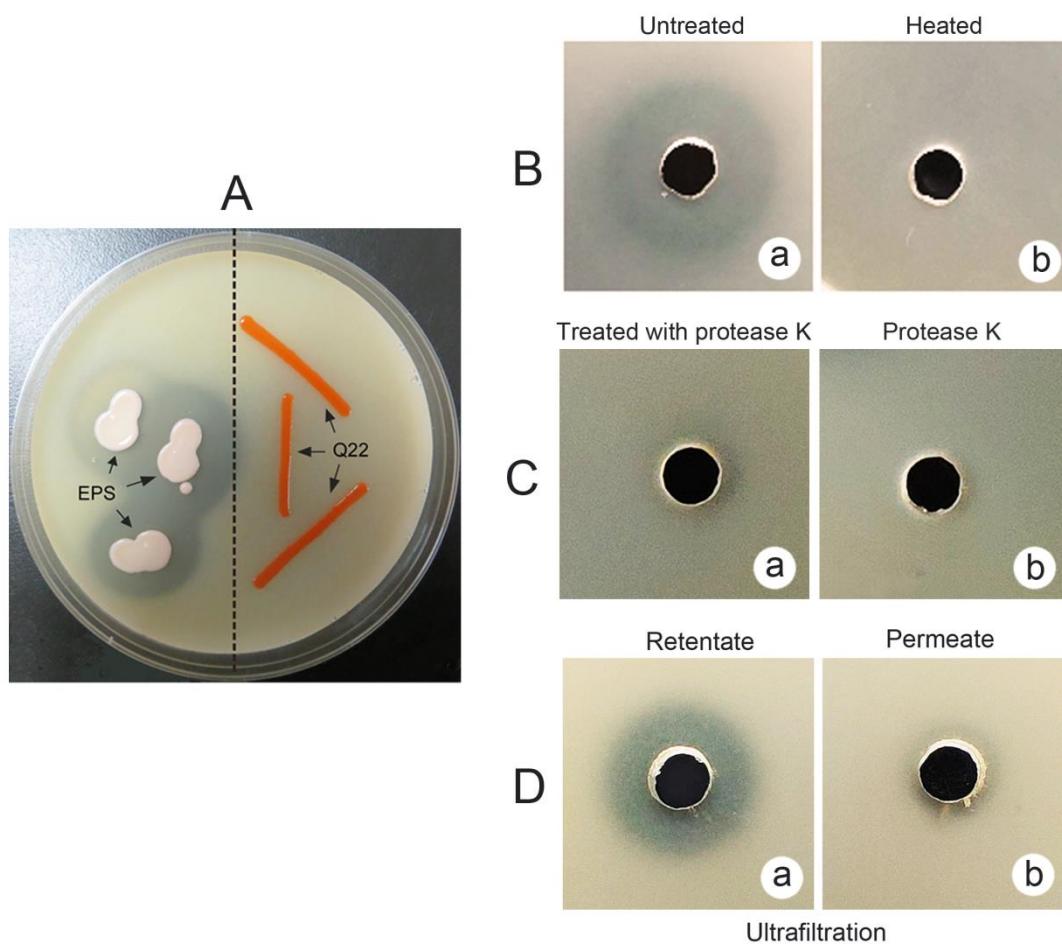 A
EPS
Q22
B
Untreated
Heated
a
b
C
Treated with protease K
Protease K
a
b
D
Retentate
Permeate
a
b
Ultrafiltration